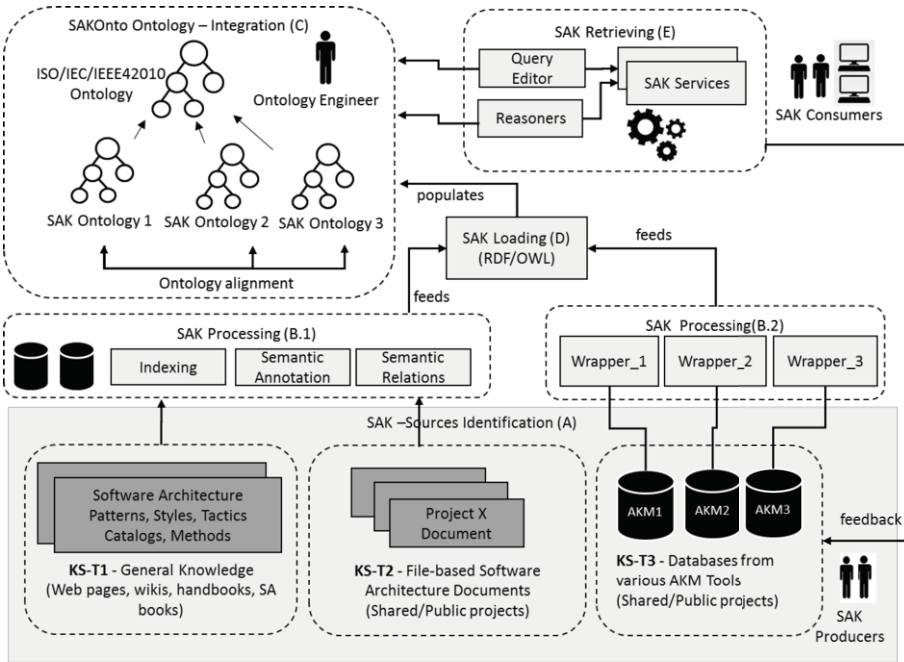 SAKOnto Ontology – Integration (C)
ISO/IEC/IEEE42010
Ontology
Ontology Engineer
SAK Ontology 1
SAK Ontology 2
SAK Ontology 3
Ontology alignment
SAK Retrieving (E)
Query
Editor
SAK Services
Reasoners
SAK Consumers
populates
SAK Loading (D)
(RDF/OWL)
feeds
feeds
SAK Processing (B.1)
Indexing
Semantic
Annotation
Semantic
Relations
SAK Processing(B.2)
Wrapper_1
Wrapper_2
Wrapper_3
SAK –Sources Identification (A)
Software Architecture
Patterns, Styles, Tactics
Catalogs, Methods
KS-T1 - General Knowledge
(Web pages, wikis, handbooks, SA
books)
Project X
Document
KS-T2 - File-based Software
Architecture Documents
(Shared/Public projects)
AKM1
AKM2
AKM3
KS-T3 - Databases from
various AKM Tools
(Shared/Public projects)
feedback
SAK
Producers